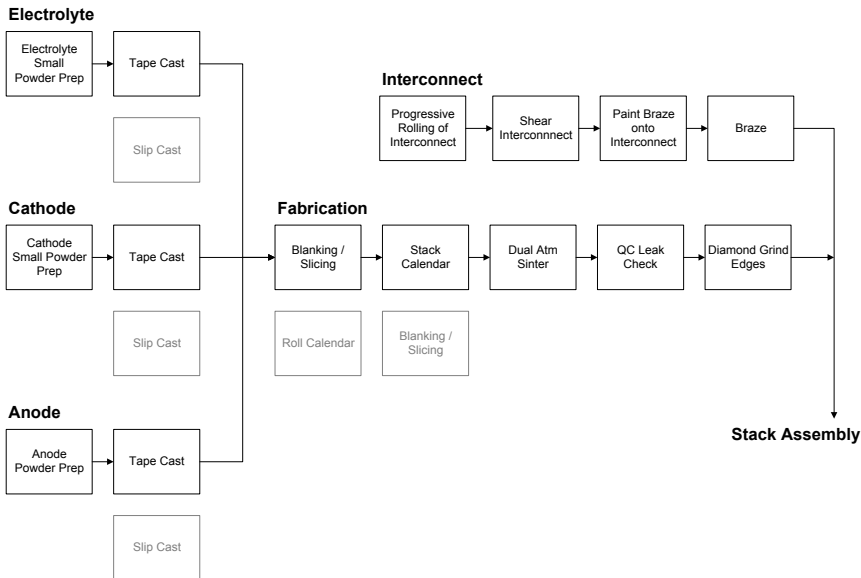 Electrolyte
Electrolyte
Small
Powder Prep
Tape Cast
Slip Cast
Interconnect
Progressive
Rolling of
Interconnect
Shear
Interconnnect
Paint Braze
onto
Interconnect
Braze
Cathode
Cathode
Small Powder
Prep
Tape Cast
Slip Cast
Fabrication
Blanking /
Slicing
Stack
Calendar
Dual Atm
Sinter
QC Leak
Check
Diamond Grind
Edges
Roll Calendar
Blanking /
Slicing
Anode
Anode
Powder Prep
Tape Cast
Slip Cast
Stack Assembly